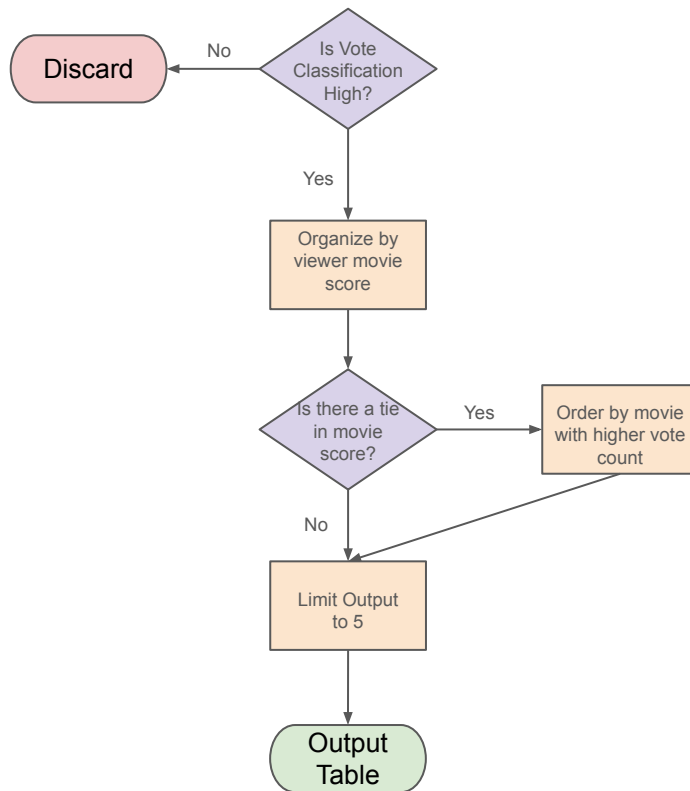 Is Vote
Classification
High?
No
Discard
Yes
Organize by
viewer movie
score
Is there a tie
in movie
score?
Yes
Order by movie
with higher vote
count
No
Limit Output
to 5
Output
Table